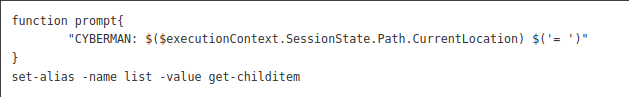 function prompt{
"CYBERMAN: $($executionContext.SessionState.Path.CurrentLocation) $('= ')"
}
set-alias -name list -value get-childitem